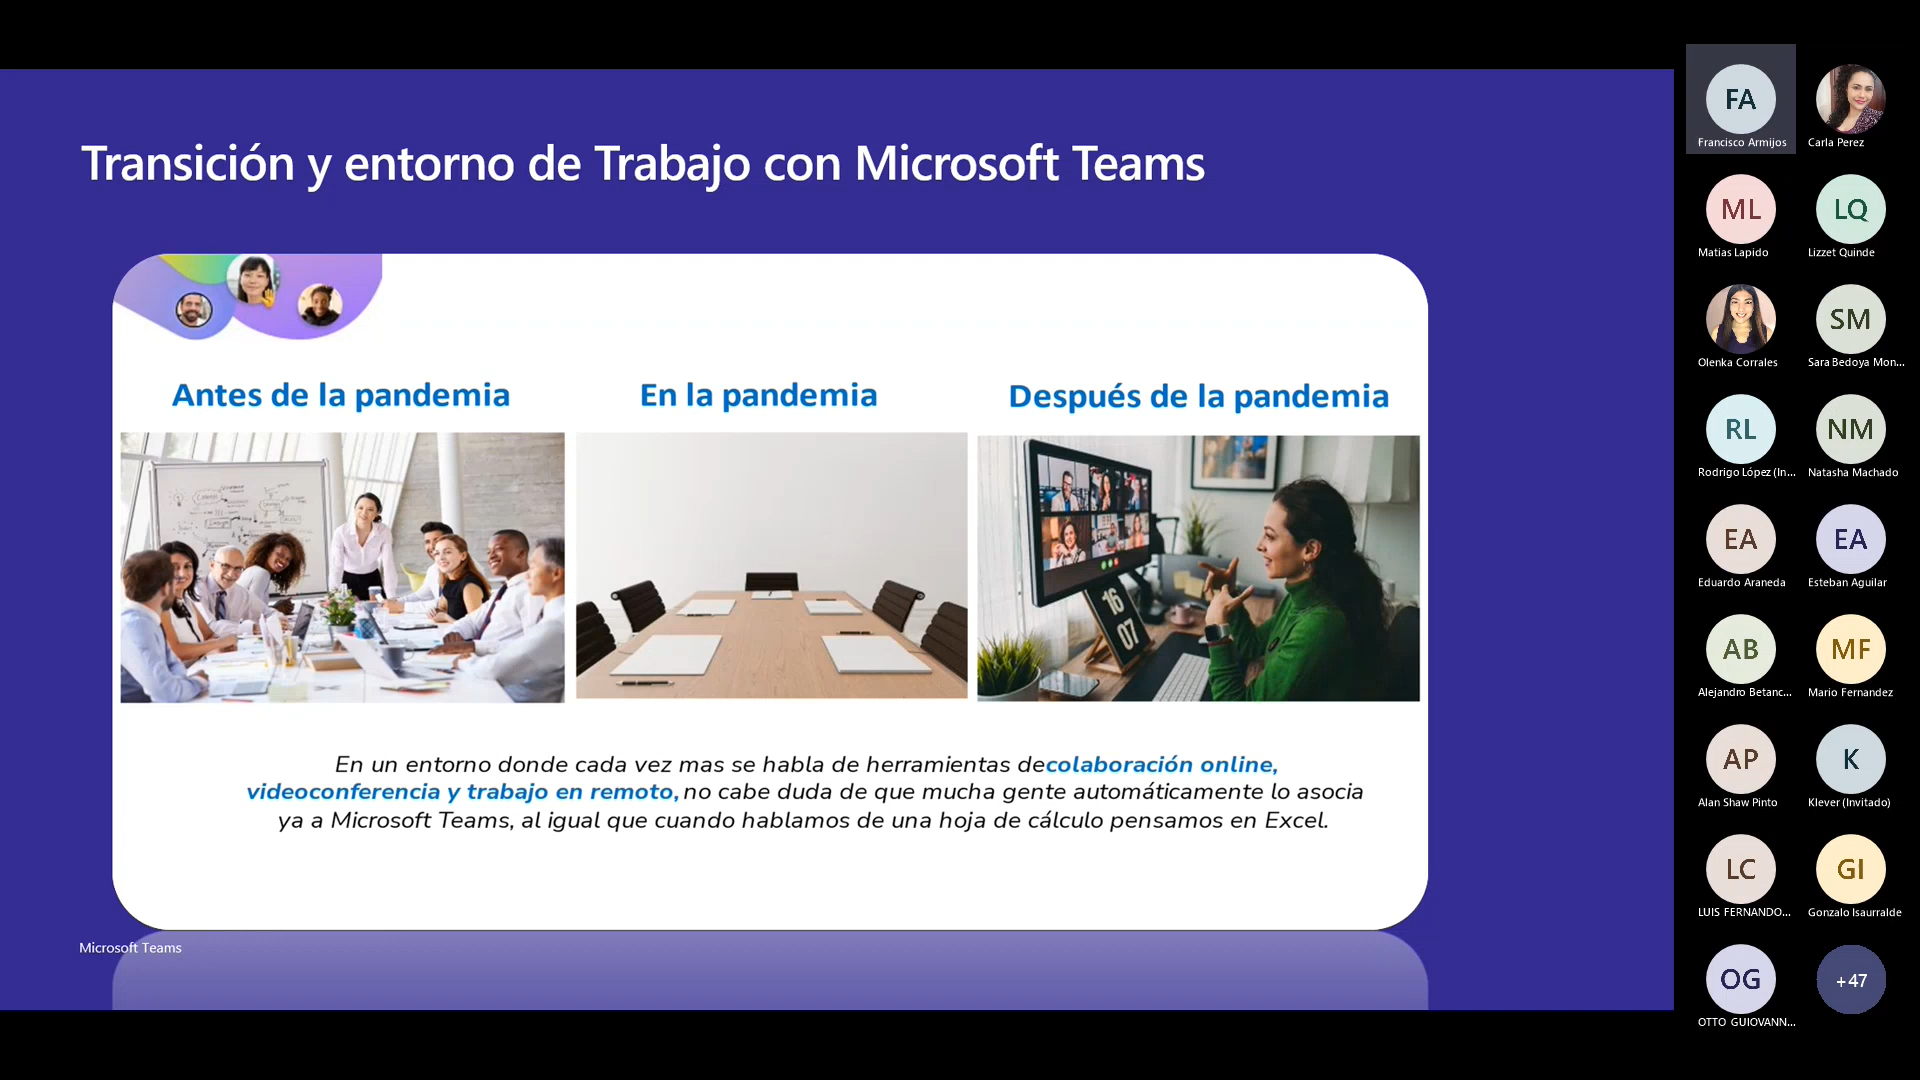 Transición y entorno de Trabajo con Microsoft Teams
Antes de la pandemia
En la pandemia
Después de la pandemia
16
07
En un entorno donde cada vez mas se habla de herramientas decolaboración online,
videoconferencia y trabajo en remoto, no cabe duda de que mucha gente automáticamente lo asocia
ya a Microsoft Teams, al igual que cuando hablamos de una hoja de cálculo pensamos en Excel.
Microsoft Teams
FA
Francisco Armijos
Carla Perez
ML
Matias Lapido
LQ
Lizzet Quinde
Olenka Corrales
SM
Sara Bedoya Mon...
RL
Rodrigo López (In...
NM
Natasha Machado
EA
Eduardo Araneda
EA
Esteban Aguilar
AB
Alejandro Betanc...
MF
Mario Fernandez
AP
Alan Shaw Pinto
K
Klever (Invitado)
LC
LUIS FERNANDO...
GI
Gonzalo Isaurralde
OG
OTTO GUIOVANN...
+47